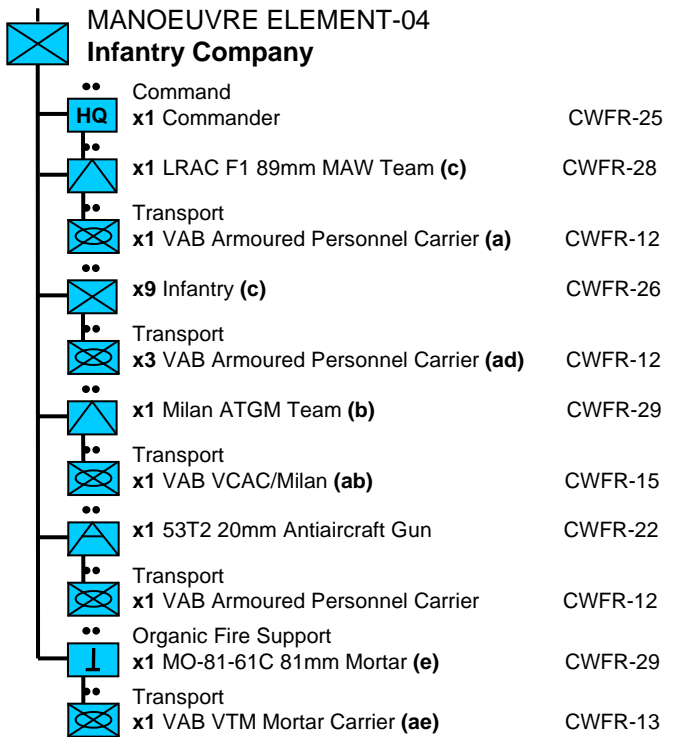 MANOEUVRE ELEMENT-04
Infantry Company
Command
HQ x1 Commander CWFR-25
x1 LRAC F1 89mm MAW Team (c) CWFR-28
Transport
x1 VAB Armoured Personnel Carrier (a) CWFR-12
x9 Infantry (c) CWFR-26
Transport
x3 VAB Armoured Personnel Carrier (ad) CWFR-12
x1 Milan ATGM Team (b) CWFR-29
Transport
x1 VAB VCAC/Milan (ab) CWFR-15
x1 53T2 20mm Antiaircraft Gun CWFR-22
Transport
x1 VAB Armoured Personnel Carrier CWFR-12
Organic Fire Support
x1 MO-81-61C 81mm Mortar (e) CWFR-29
Transport
x1 VAB VTM Mortar Carrier (ae) CWFR-13